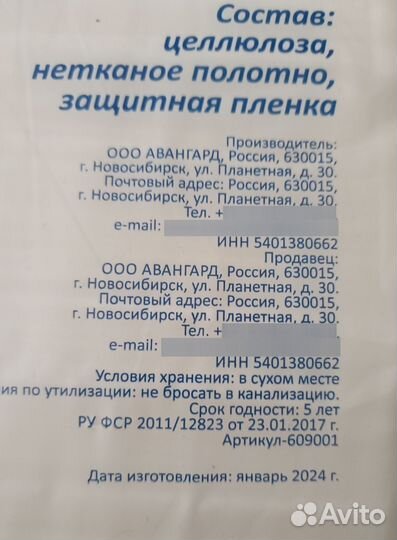 Состав:
целлюлоза,
нетканое полотно,
защитная пленка
Производитель:
ООО АВАНГАРД, Россия, 630015,
г. Новосибирск, ул. Планетная, д. 30.
Почтовый адрес: Россия, 630015,
г. Новосибирск, ул. Планетная, д. 30.
Тел. +
e-mail:
ИНН 5401380662
Продавец:
ООО АВАНГАРД, Россия, 630015,
г. Новосибирск, ул. Планетная, д. 30.
Почтовый адрес: Россия, 630015,
г. Новосибирск, ул. Планетная, д. 30.
Тел. +
e-mail:
ИНН 5401380662
Условия хранения: в сухом месте
по утилизации: не бросать в канализацию.
Срок годности: 5 лет
РУ ФСР 2011/12823 от 23.01.2017 г.
Артикул-609001
Дата изготовления: январь 2024 г.
Avito